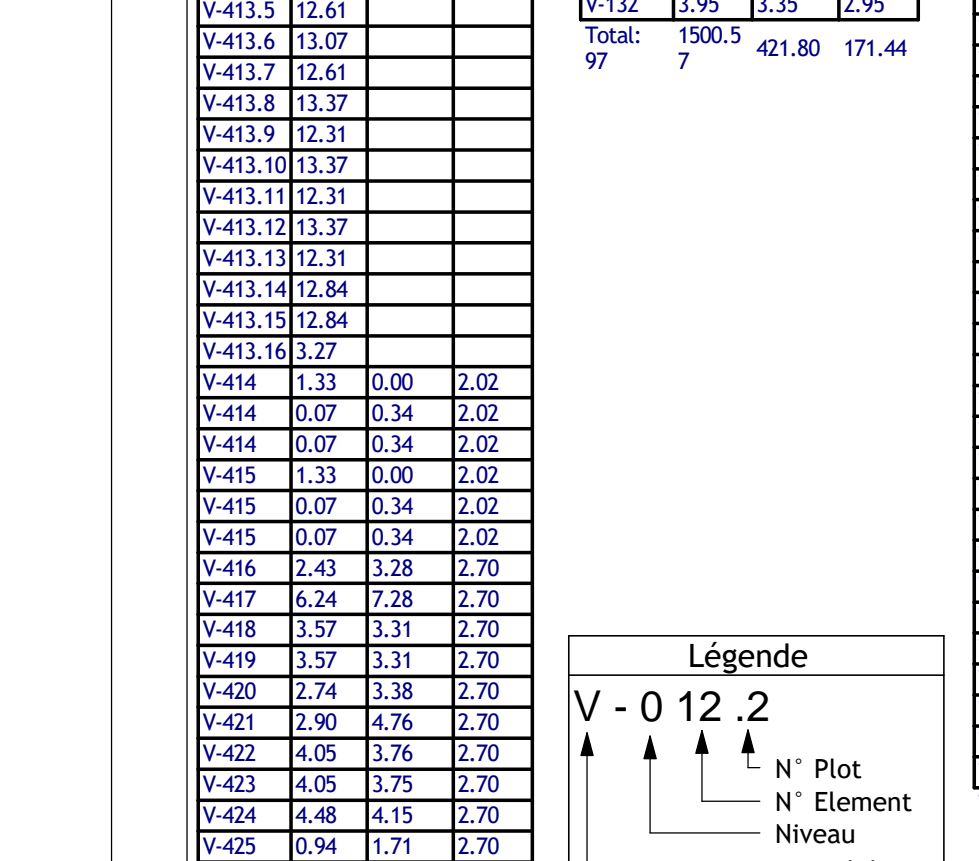 V-413.5 12.61
V-413.6 13.07
V-413.7 12.61
V-413.8 13.37
V-413.9 12.31
V-413.10 13.37
V-413.11 12.31
V-413.12 13.37
V-413.13 12.31
V-413.14 12.84
V-413.15 12.84
V-413.16 3.27
V-414 1.33 0.00 2.02
V-414 0.07 0.34 2.02
V-414 0.07 0.34 2.02
V-415 1.33 0.00 2.02
V-415 0.07 0.34 2.02
V-415 0.07 0.34 2.02
V-416 2.43 3.28 2.70
V-417 6.24 7.28 2.70
V-418 3.57 3.31 2.70
V-419 3.57 3.31 2.70
V-420 2.74 3.38 2.70
V-421 2.90 4.76 2.70
V-422 4.05 3.76 2.70
V-423 4.05 3.75 2.70
V-424 4.48 4.15 2.70
V-425 0.94 1.71 2.70
V-132 3.95 3.35 2.95
Total: 1500.5 421.80 171.44
97 7
Légende
V - 0 12 .2
N° Plot
N° Element
Niveau